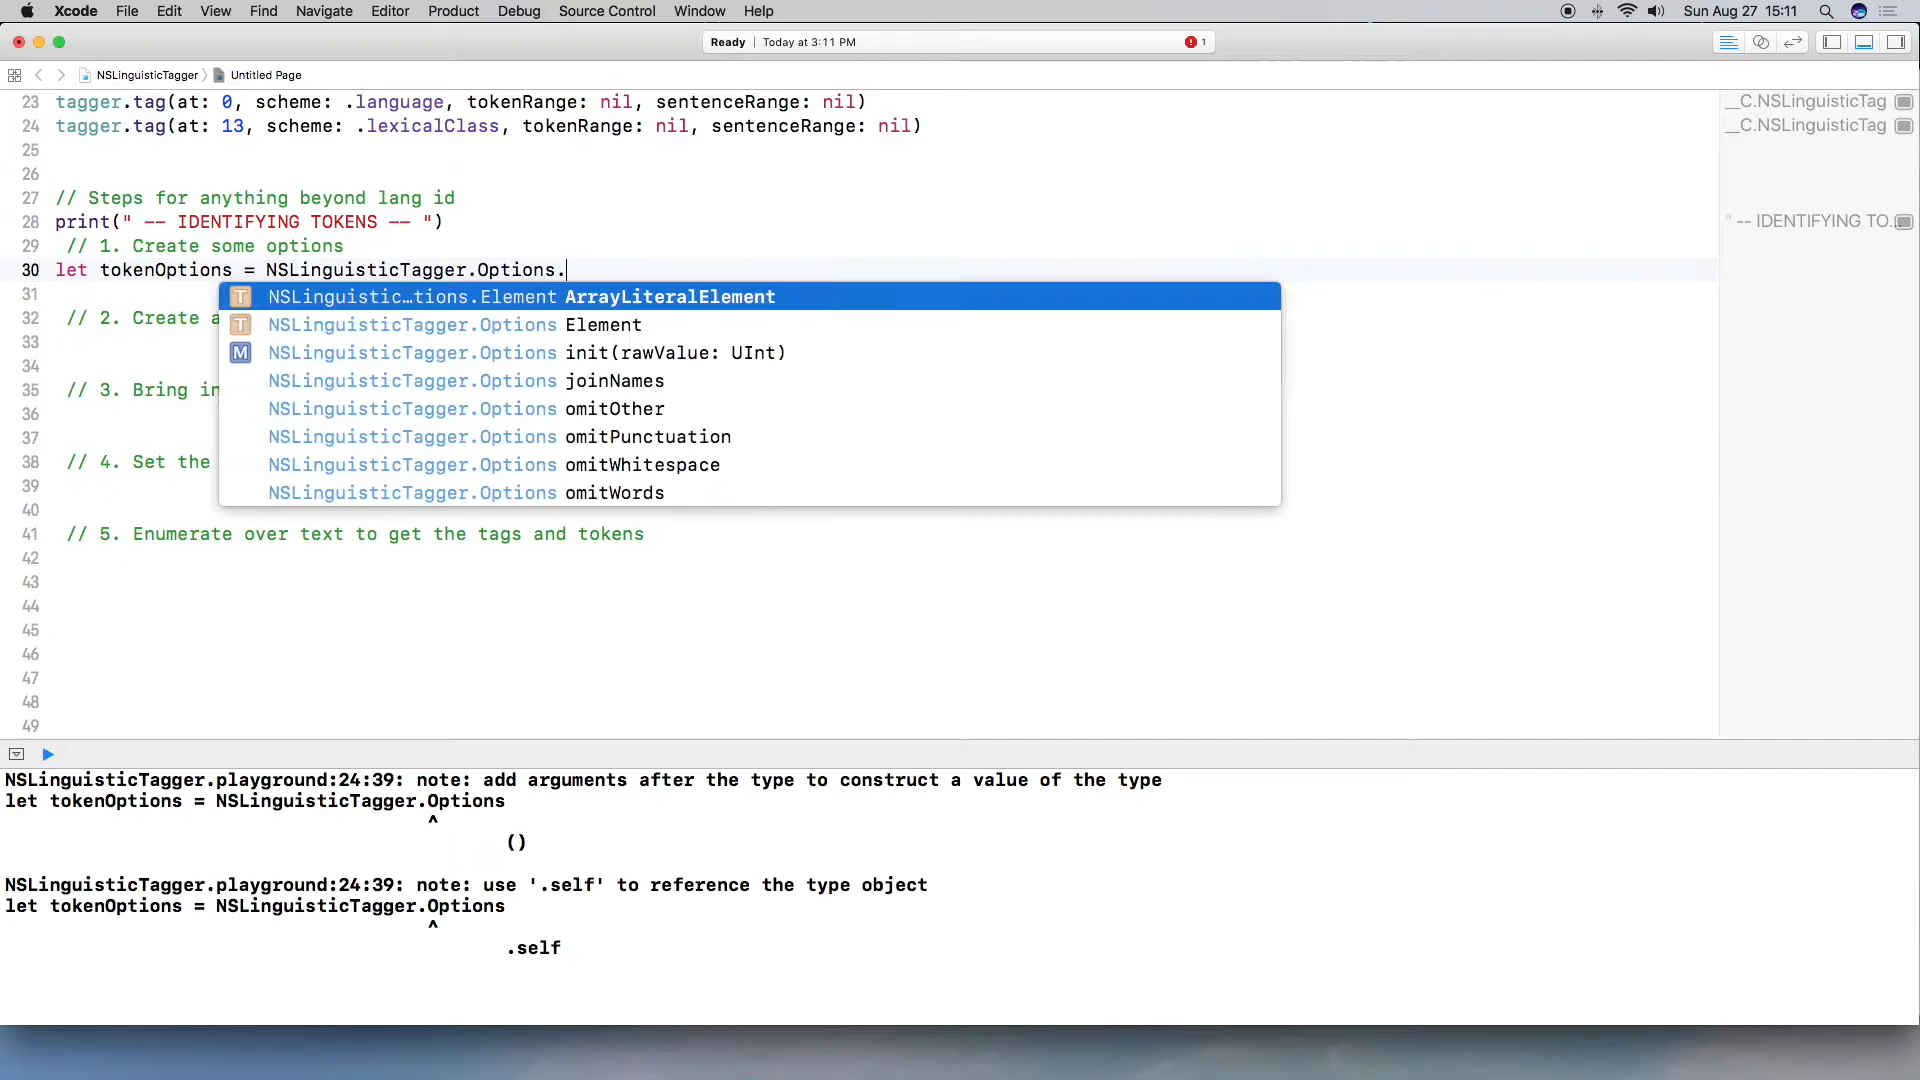 Xcode File Edit View Find Navigate Editor Product Debug Source Control Window Help Sun Aug 27 15:11
Ready Today at 3:11 PM 1
NSLinguisticTagger Untitled Page
23 tagger.tag(at: 0, scheme: .language, tokenRange: nil, sentenceRange: nil) __C.NSLinguisticTag
24 tagger.tag(at: 13, scheme: .lexicalClass, tokenRange: nil, sentenceRange: nil) __C.NSLinguisticTag
25
26
27 // Steps for anything beyond lang id
28 print(" -- IDENTIFYING TOKENS -- ") " -- IDENTIFYING TO...
29 // 1. Create some options
30 let tokenOptions = NSLinguisticTagger.Options.
NSLinguistic…tions.Element ArrayLiteralElement
31
NSLinguisticTagger.Options Element
32 // 2. Create a
M NSLinguisticTagger.Options init(rawValue: UInt)
33
34
NSLinguisticTagger.Options joinNames
35 // 3. Bring in
NSLinguisticTagger.Options omitOther
36
NSLinguisticTagger.Options omitPunctuation
37
38 // 4. Set the
NSLinguisticTagger.Options omitWhitespace
39
NSLinguisticTagger.Options omitWords
40
41 // 5. Enumerate over text to get the tags and tokens
42
43
44
45
46
47
48
49
NSLinguisticTagger.playground:24:39: note: add arguments after the type to construct a value of the type
let tokenOptions = NSLinguisticTagger.Options
^
()
NSLinguisticTagger.playground:24:39: note: use '.self' to reference the type object
let tokenOptions = NSLinguisticTagger.Options
^
.self